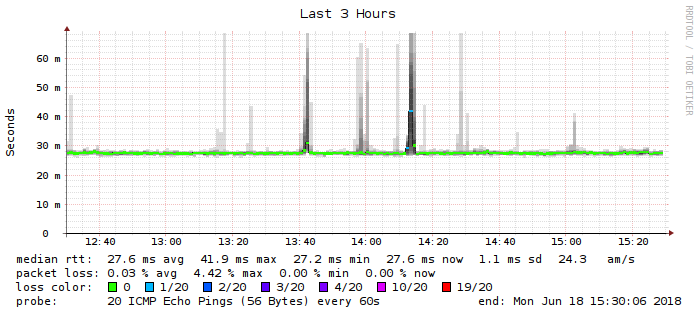 Last 3 Hours
RRDTOOL / TOBI OETIKER
Seconds
60 m
50 m
40 m
30 m
20 m
10 m
0
12:40 13:00 13:20 13:40 14:00 14:20 14:40 15:00 15:20
median rtt: 27.6 ms avg 41.9 ms max 27.2 ms min 27.6 ms now 1.1 ms sd 24.3 am/s
packet loss: 0.03 % avg 4.42 % max 0.00 % min 0.00 % now
loss color: 0 1/20 2/20 3/20 4/20 10/20 19/20
probe: 20 ICMP Echo Pings (56 Bytes) every 60s end: Mon Jun 18 15:30:06 2018